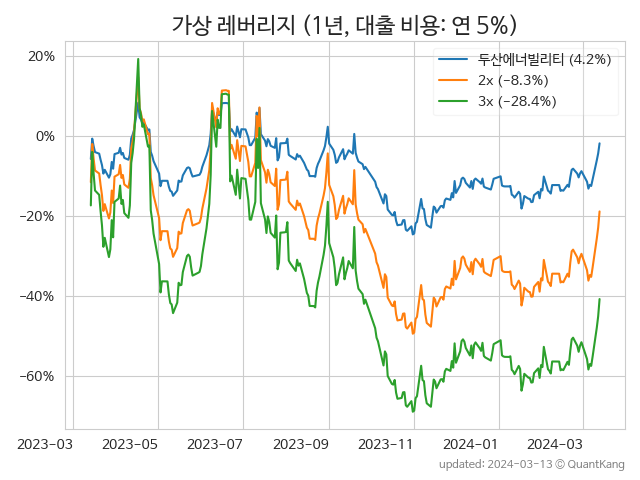 가상 레버리지 (1년, 대출 비용: 연 5%)
20%
0%
−20%
−40%
−60%
두산에너빌리티 (4.2%)
2x (−8.3%)
3x (−28.4%)
2023−03 2023−05 2023−07 2023−09 2023−11 2024−01 2024−03
updated: 2024-03-13 © QuantKang